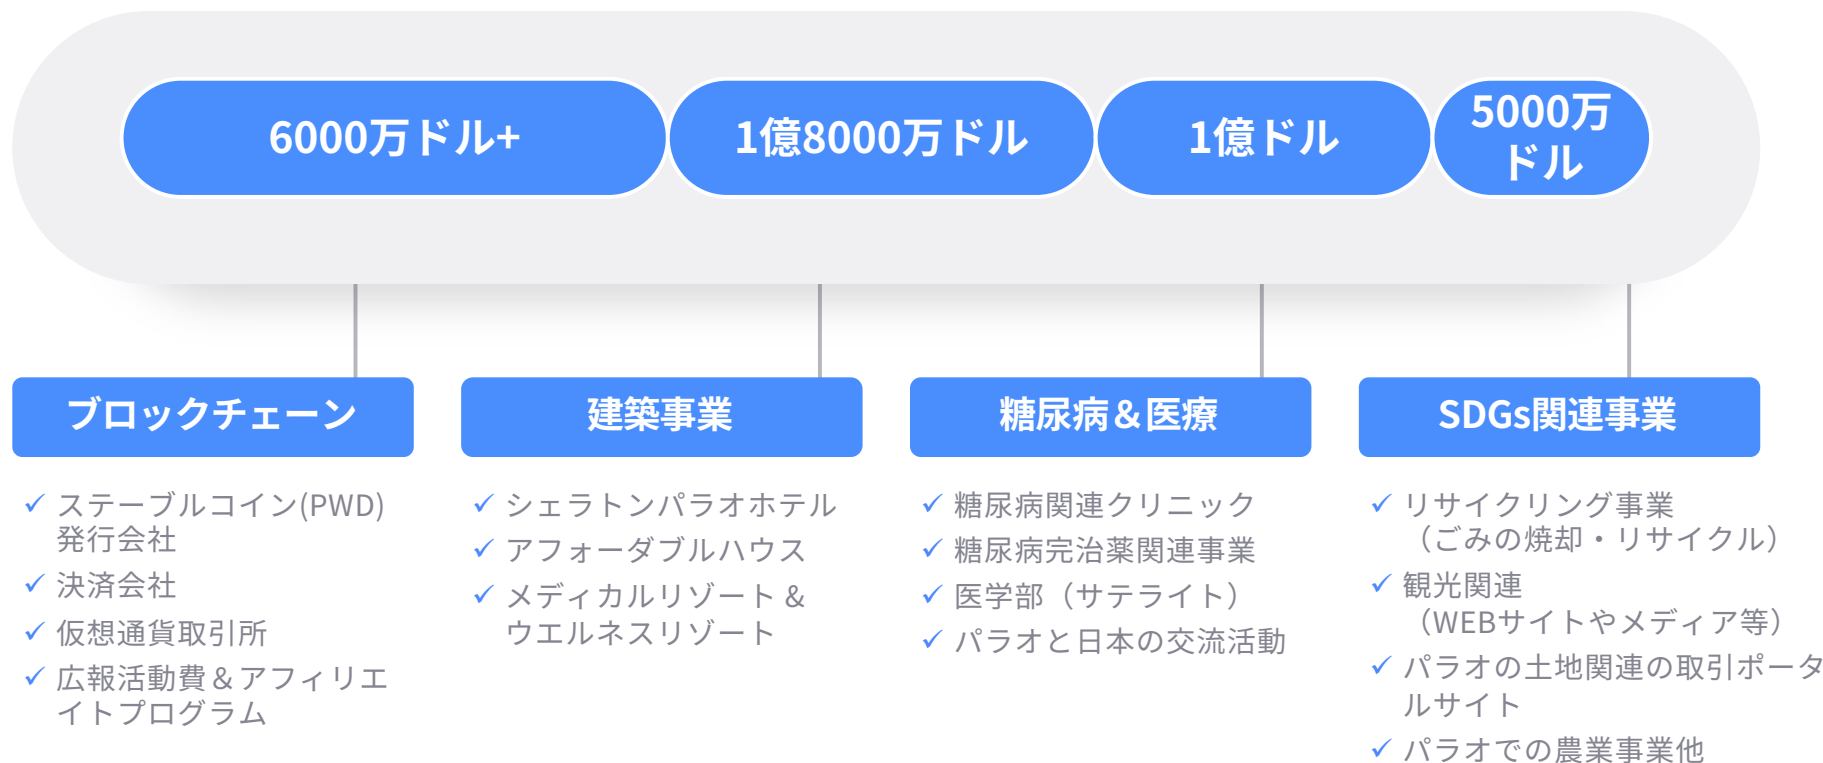 6000万ドル+
1億8000万ドル
1億ドル
5000万
ドル
ブロックチェーン
ステーブルコイン(PWD)
発行会社
決済会社
仮想通貨取引所
広報活動費＆アフィリエ
イトプログラム
建築事業
シェラトンパラオホテル
アフォーダブルハウス
メディカルリゾート &
ウエルネスリゾート
糖尿病＆医療
糖尿病関連クリニック
糖尿病完治薬関連事業
医学部（サテライト）
パラオと日本の交流活動
SDGs関連事業
リサイクリング事業
（ごみの焼却・リサイクル）
観光関連
（WEBサイトやメディア等）
パラオの土地関連の取引ポータ
ルサイト
パラオでの農業事業他